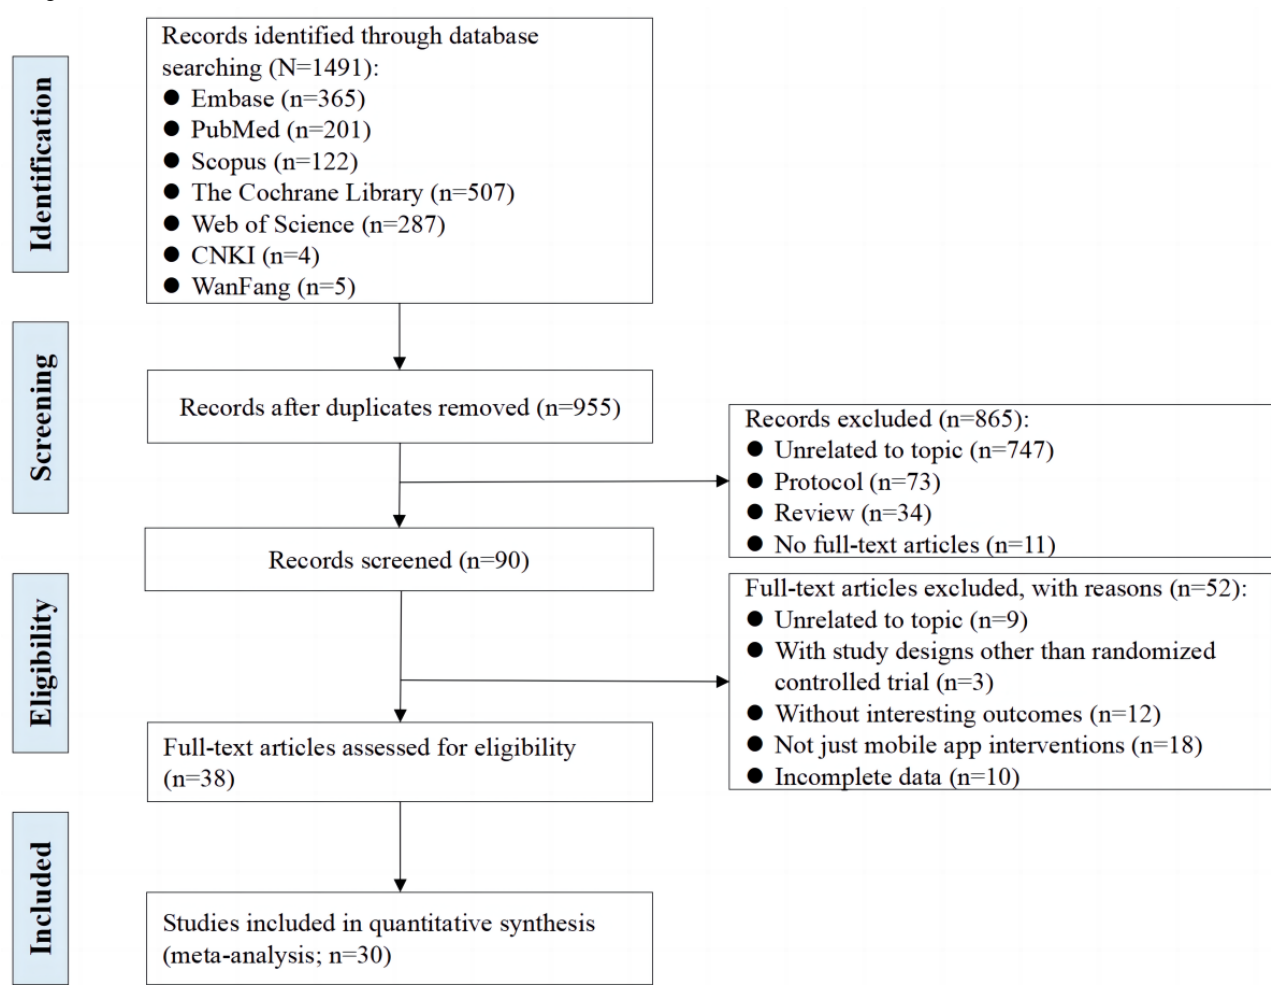 Identification
Records identified through database
searching (N=1491):
● Embase (n=365)
● PubMed (n=201)
● Scopus (n=122)
● The Cochrane Library (n=507)
● Web of Science (n=287)
● CNKI (n=4)
● WanFang (n=5)
Screening
Records after duplicates removed (n=955)
Records excluded (n=865):
● Unrelated to topic (n=747)
● Protocol (n=73)
● Review (n=34)
● No full-text articles (n=11)
Records screened (n=90)
Eligibility
Full-text articles excluded, with reasons (n=52):
● Unrelated to topic (n=9)
● With study designs other than randomized
controlled trial (n=3)
● Without interesting outcomes (n=12)
● Not just mobile app interventions (n=18)
● Incomplete data (n=10)
Full-text articles assessed for eligibility
(n=38)
Included
Studies included in quantitative synthesis
(meta-analysis; n=30)